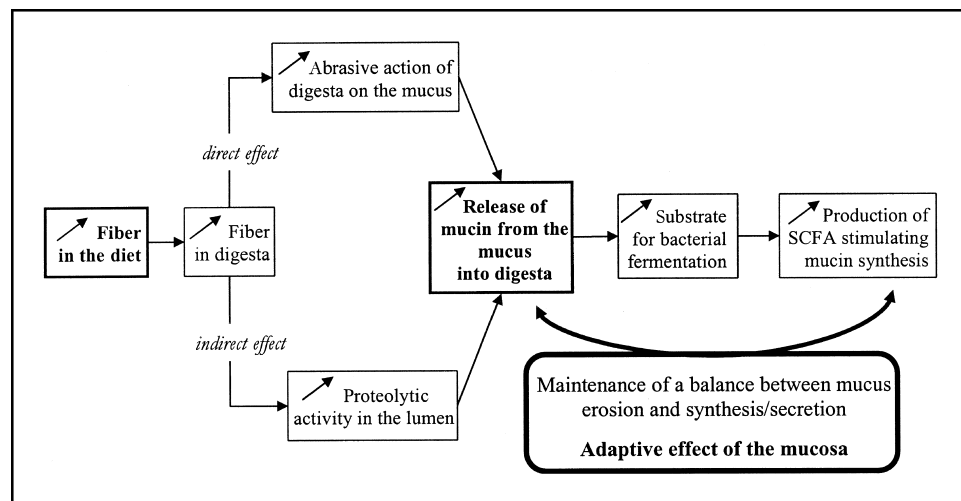 Abrasive action of
digesta on the mucus
direct effect
Fiber
in the diet
Fiber
in digesta
Release of
mucin from the
mucus
into digesta
Substrate
for bacterial
fermentation
Production of
SCFA stimulating
mucin synthesis
indirect effect
Proteolytic
activity in the lumen
Maintenance of a balance between mucus
erosion and synthesis/secretion
Adaptive effect of the mucosa